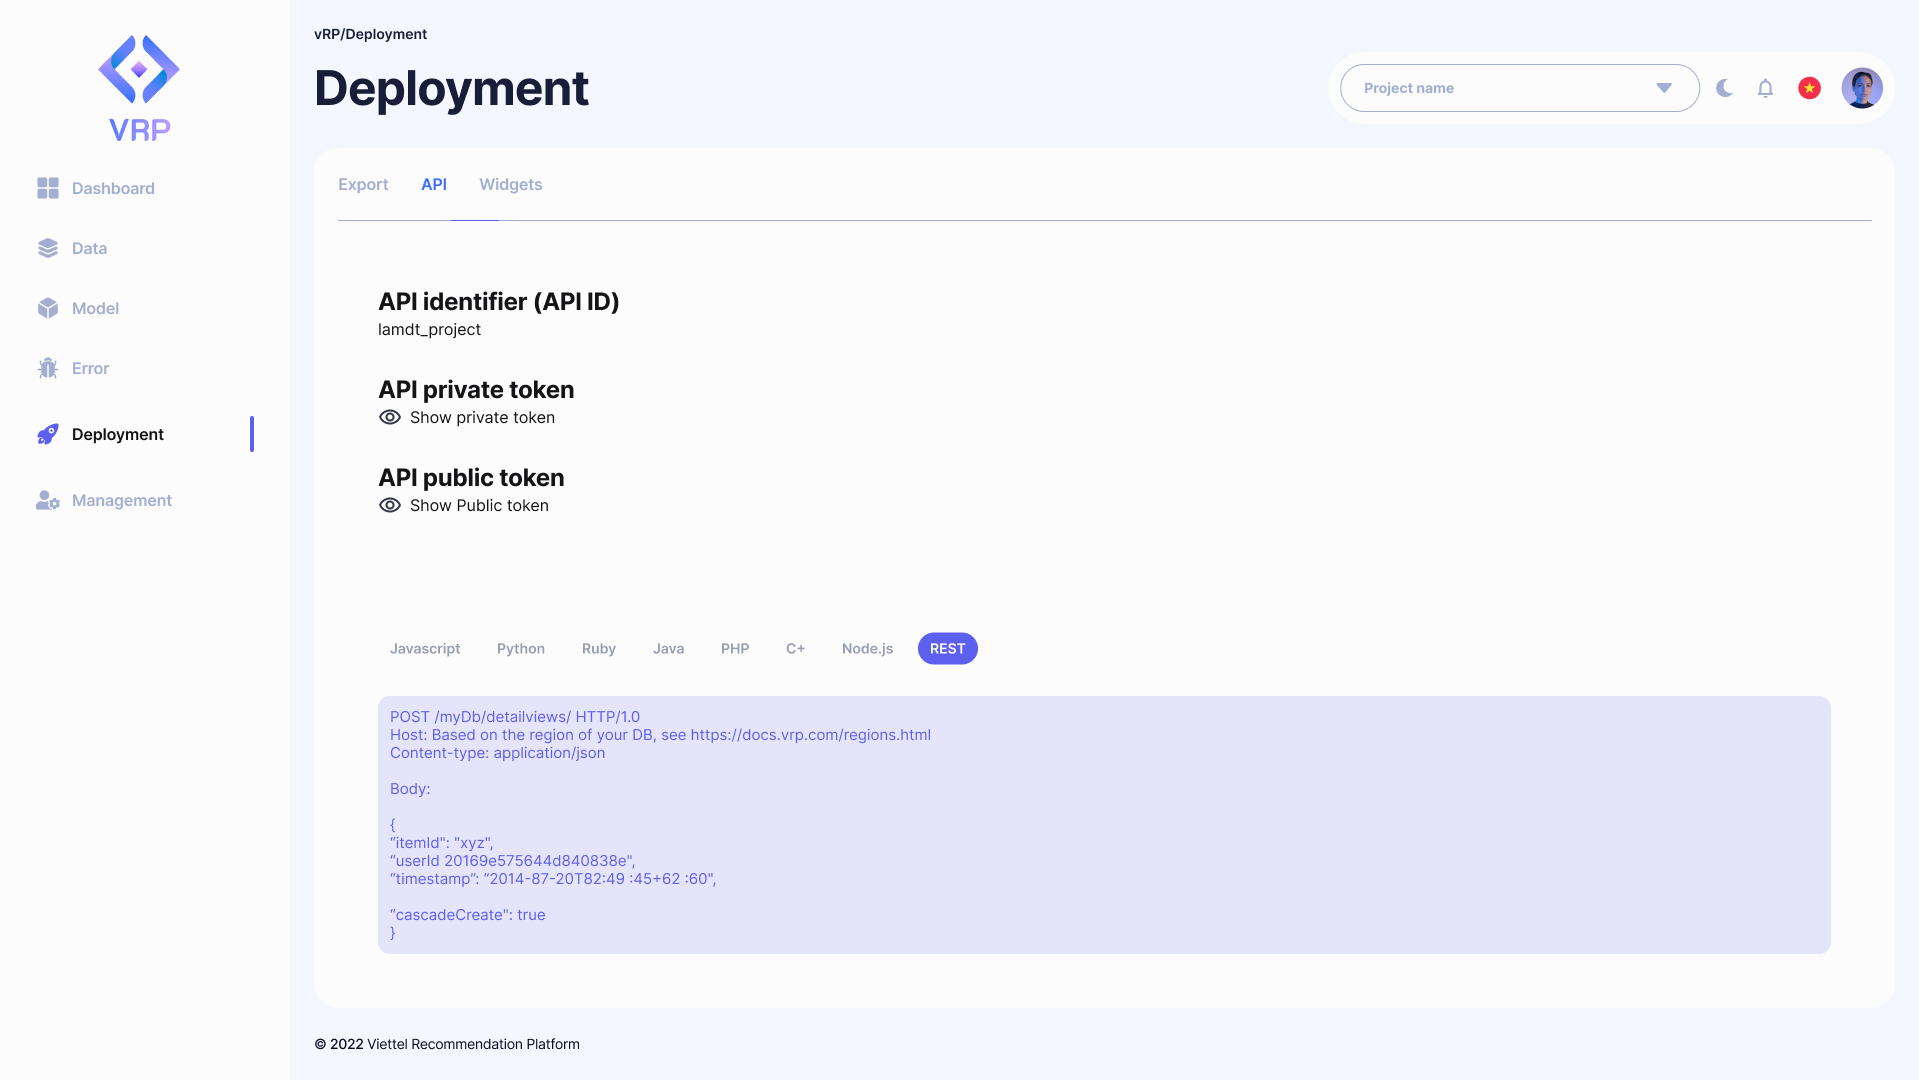 VRP
Dashboard
Data
Model
Error
Deployment
Management
vRP/Deployment
Deployment
Project name
Export API Widgets
API identifier (API ID)
lamdt_project
API private token
Show private token
API public token
Show Public token
Javascript Python Ruby Java PHP C+ Node.js REST
POST /myDb/detailviews/ HTTP/1.0
Host: Based on the region of your DB, see https://docs.vrp.com/regions.html
Content-type: application/json
Body:
{
“itemId": "xyz",
“userId 20169e575644d840838e",
“timestamp”: “2014-87-20T82:49 :45+62 :60",
“cascadeCreate": true
}
© 2022 Viettel Recommendation Platform